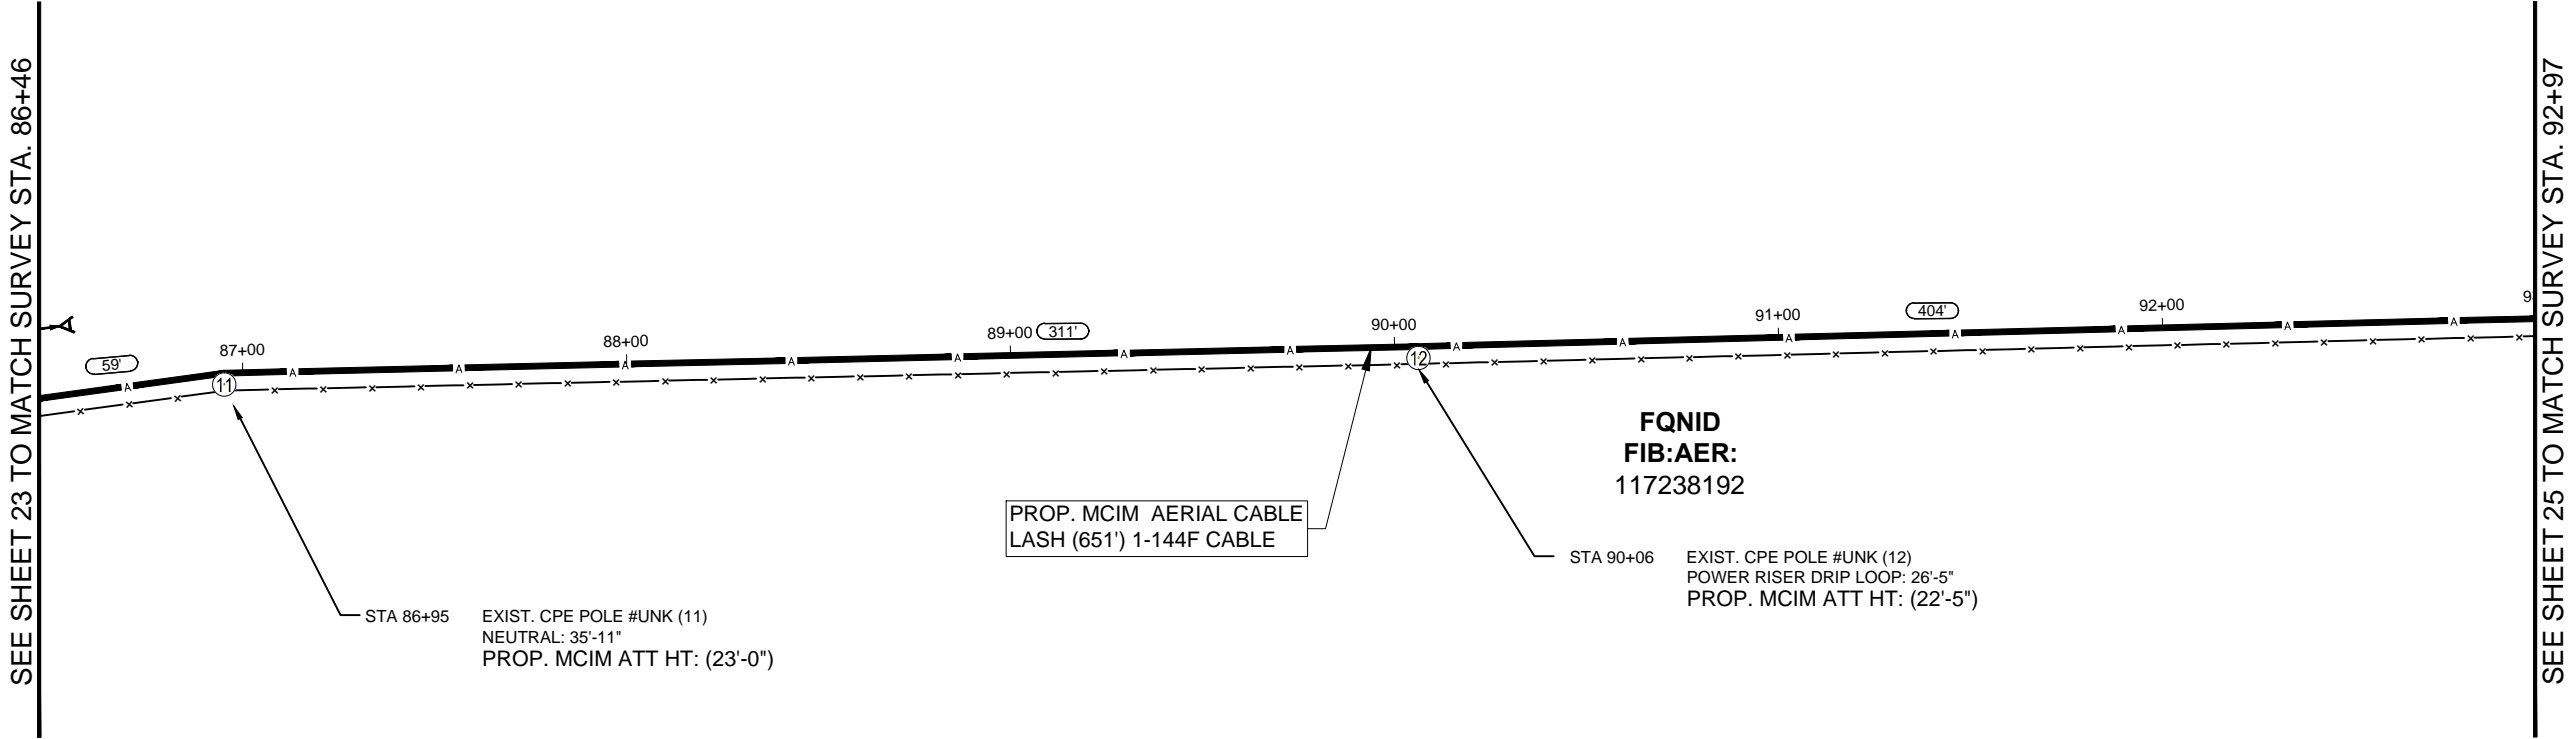 SEE SHEET 23 TO MATCH SURVEY STA. 86+46
59'
87+00
88+00
89+00
311'
90+00
91+00
404'
92+00
A A A A A A A A A A A A A A A
11
12
FQNID
FIB:AER:
117238192
PROP. MCIM AERIAL CABLE
LASH (651') 1-144F CABLE
STA 90+06 EXIST. CPE POLE #UNK (12)
POWER RISER DRIP LOOP: 26'-5"
PROP. MCIM ATT HT: (22'-5")
STA 86+95 EXIST. CPE POLE #UNK (11)
NEUTRAL: 35'-11"
PROP. MCIM ATT HT: (23'-0")
SEE SHEET 25 TO MATCH SURVEY STA. 92+97